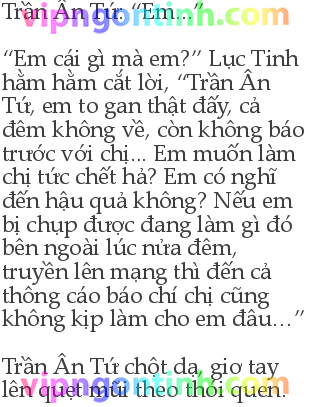 Trần Ân Tứ: “Em...”
“Em cái gì mà em?” Lục Tinh
hằm hằm cắt lời, “Trần Ân
Tứ, em to gan thật đấy, cả
đêm không về, còn không báo
trước với chị... Em muốn làm
chị tức chết hả? Em có nghĩ
đến hậu quả không? Nếu em
bị chụp được đang làm gì đó
bên ngoài lúc nửa đêm,
truyền lên mạng thì đến cả
thông cáo báo chí chị cũng
không kịp làm cho em đâu...”
Trần Ân Tứ chột dạ, giơ tay
lên quẹt mũi theo thói quen.
vipngontinh.com
vipngontinh.com